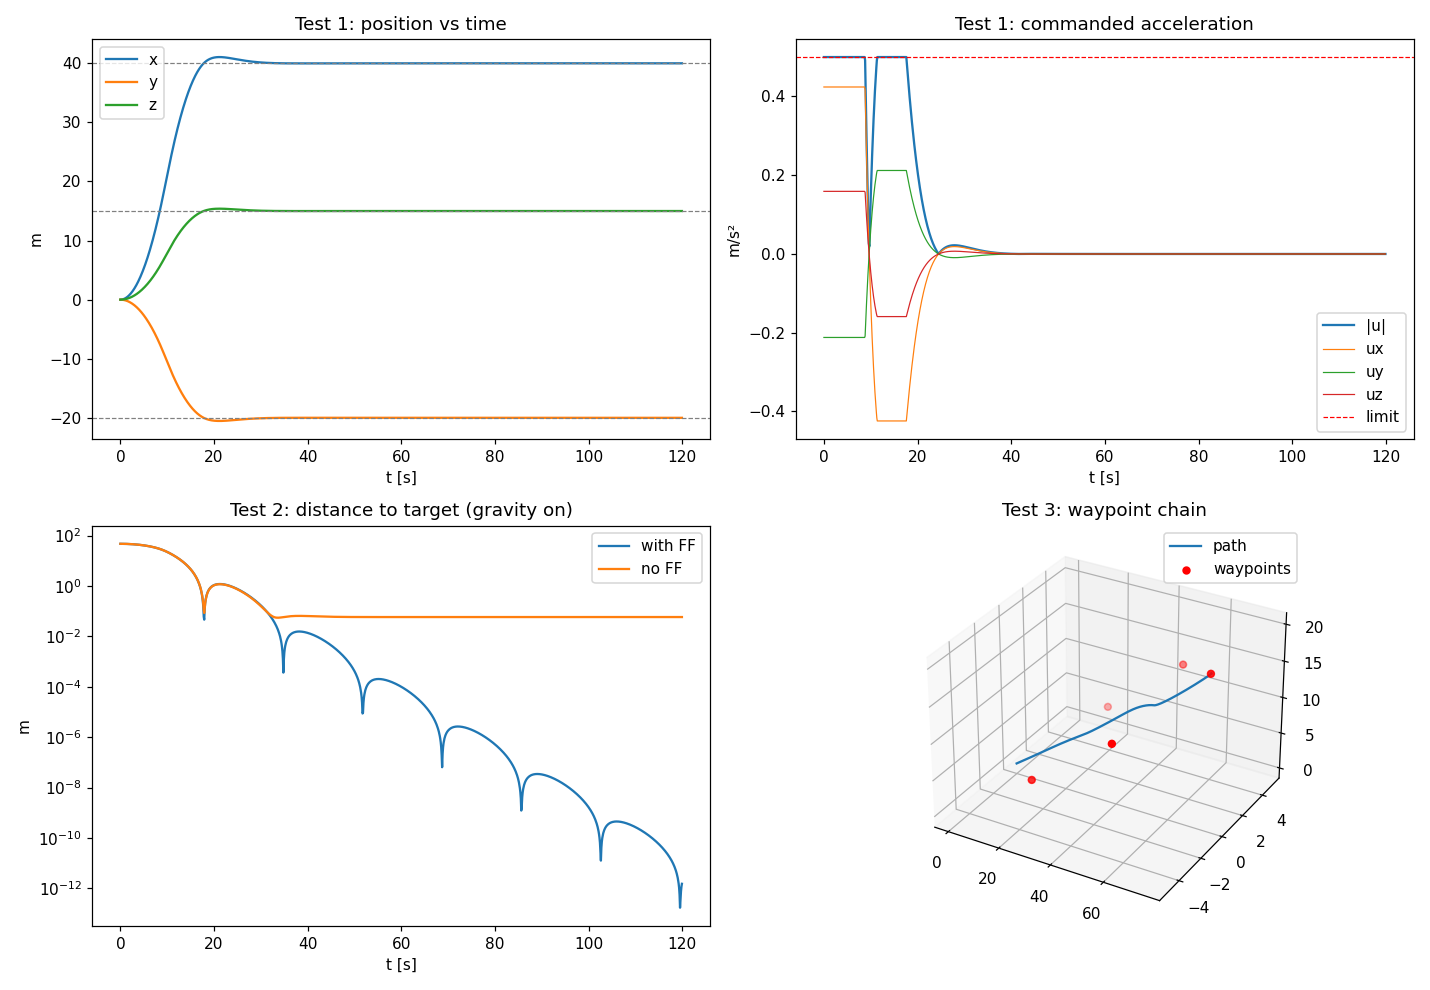 Test 1: position vs time
x
y
z
40
30
20
10
0
−10
−20
m
0
20
40
60
80
100
120
t [s]
Test 1: commanded acceleration
0.4
0.2
0.0
−0.2
−0.4
m/s²
|u|
ux
uy
uz
limit
0
20
40
60
80
100
120
t [s]
Test 2: distance to target (gravity on)
with FF
no FF
10²
10⁰
10⁻²
10⁻⁴
10⁻⁶
10⁻⁸
10⁻¹⁰
10⁻¹²
m
0
20
40
60
80
100
120
t [s]
Test 3: waypoint chain
path
waypoints
20
15
10
5
0
4
2
0
−2
−4
0
20
40
60